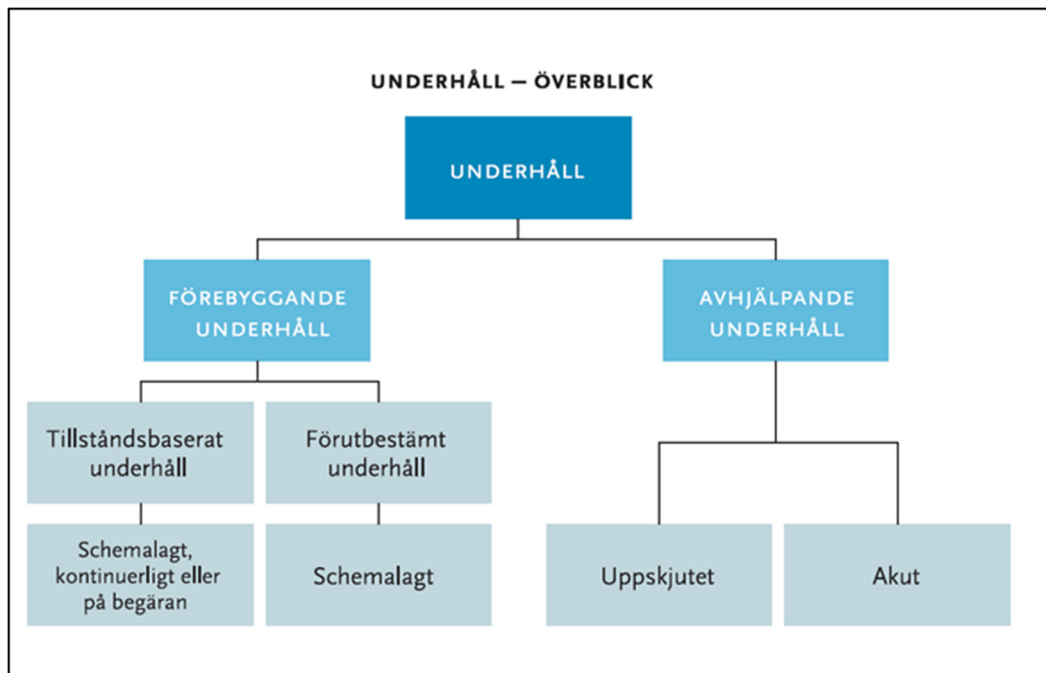 UNDERHÅLL – ÖVERBLICK
UNDERHÅLL
FÖREBYGGANDE
UNDERHÅLL
AVHJÄLPANDE
UNDERHÅLL
Tillståndsbaserat
underhåll
Förutbestämt
underhåll
Schemalagt,
kontinuerligt eller
på begäran
Schemalagt
Uppskjutet
Akut